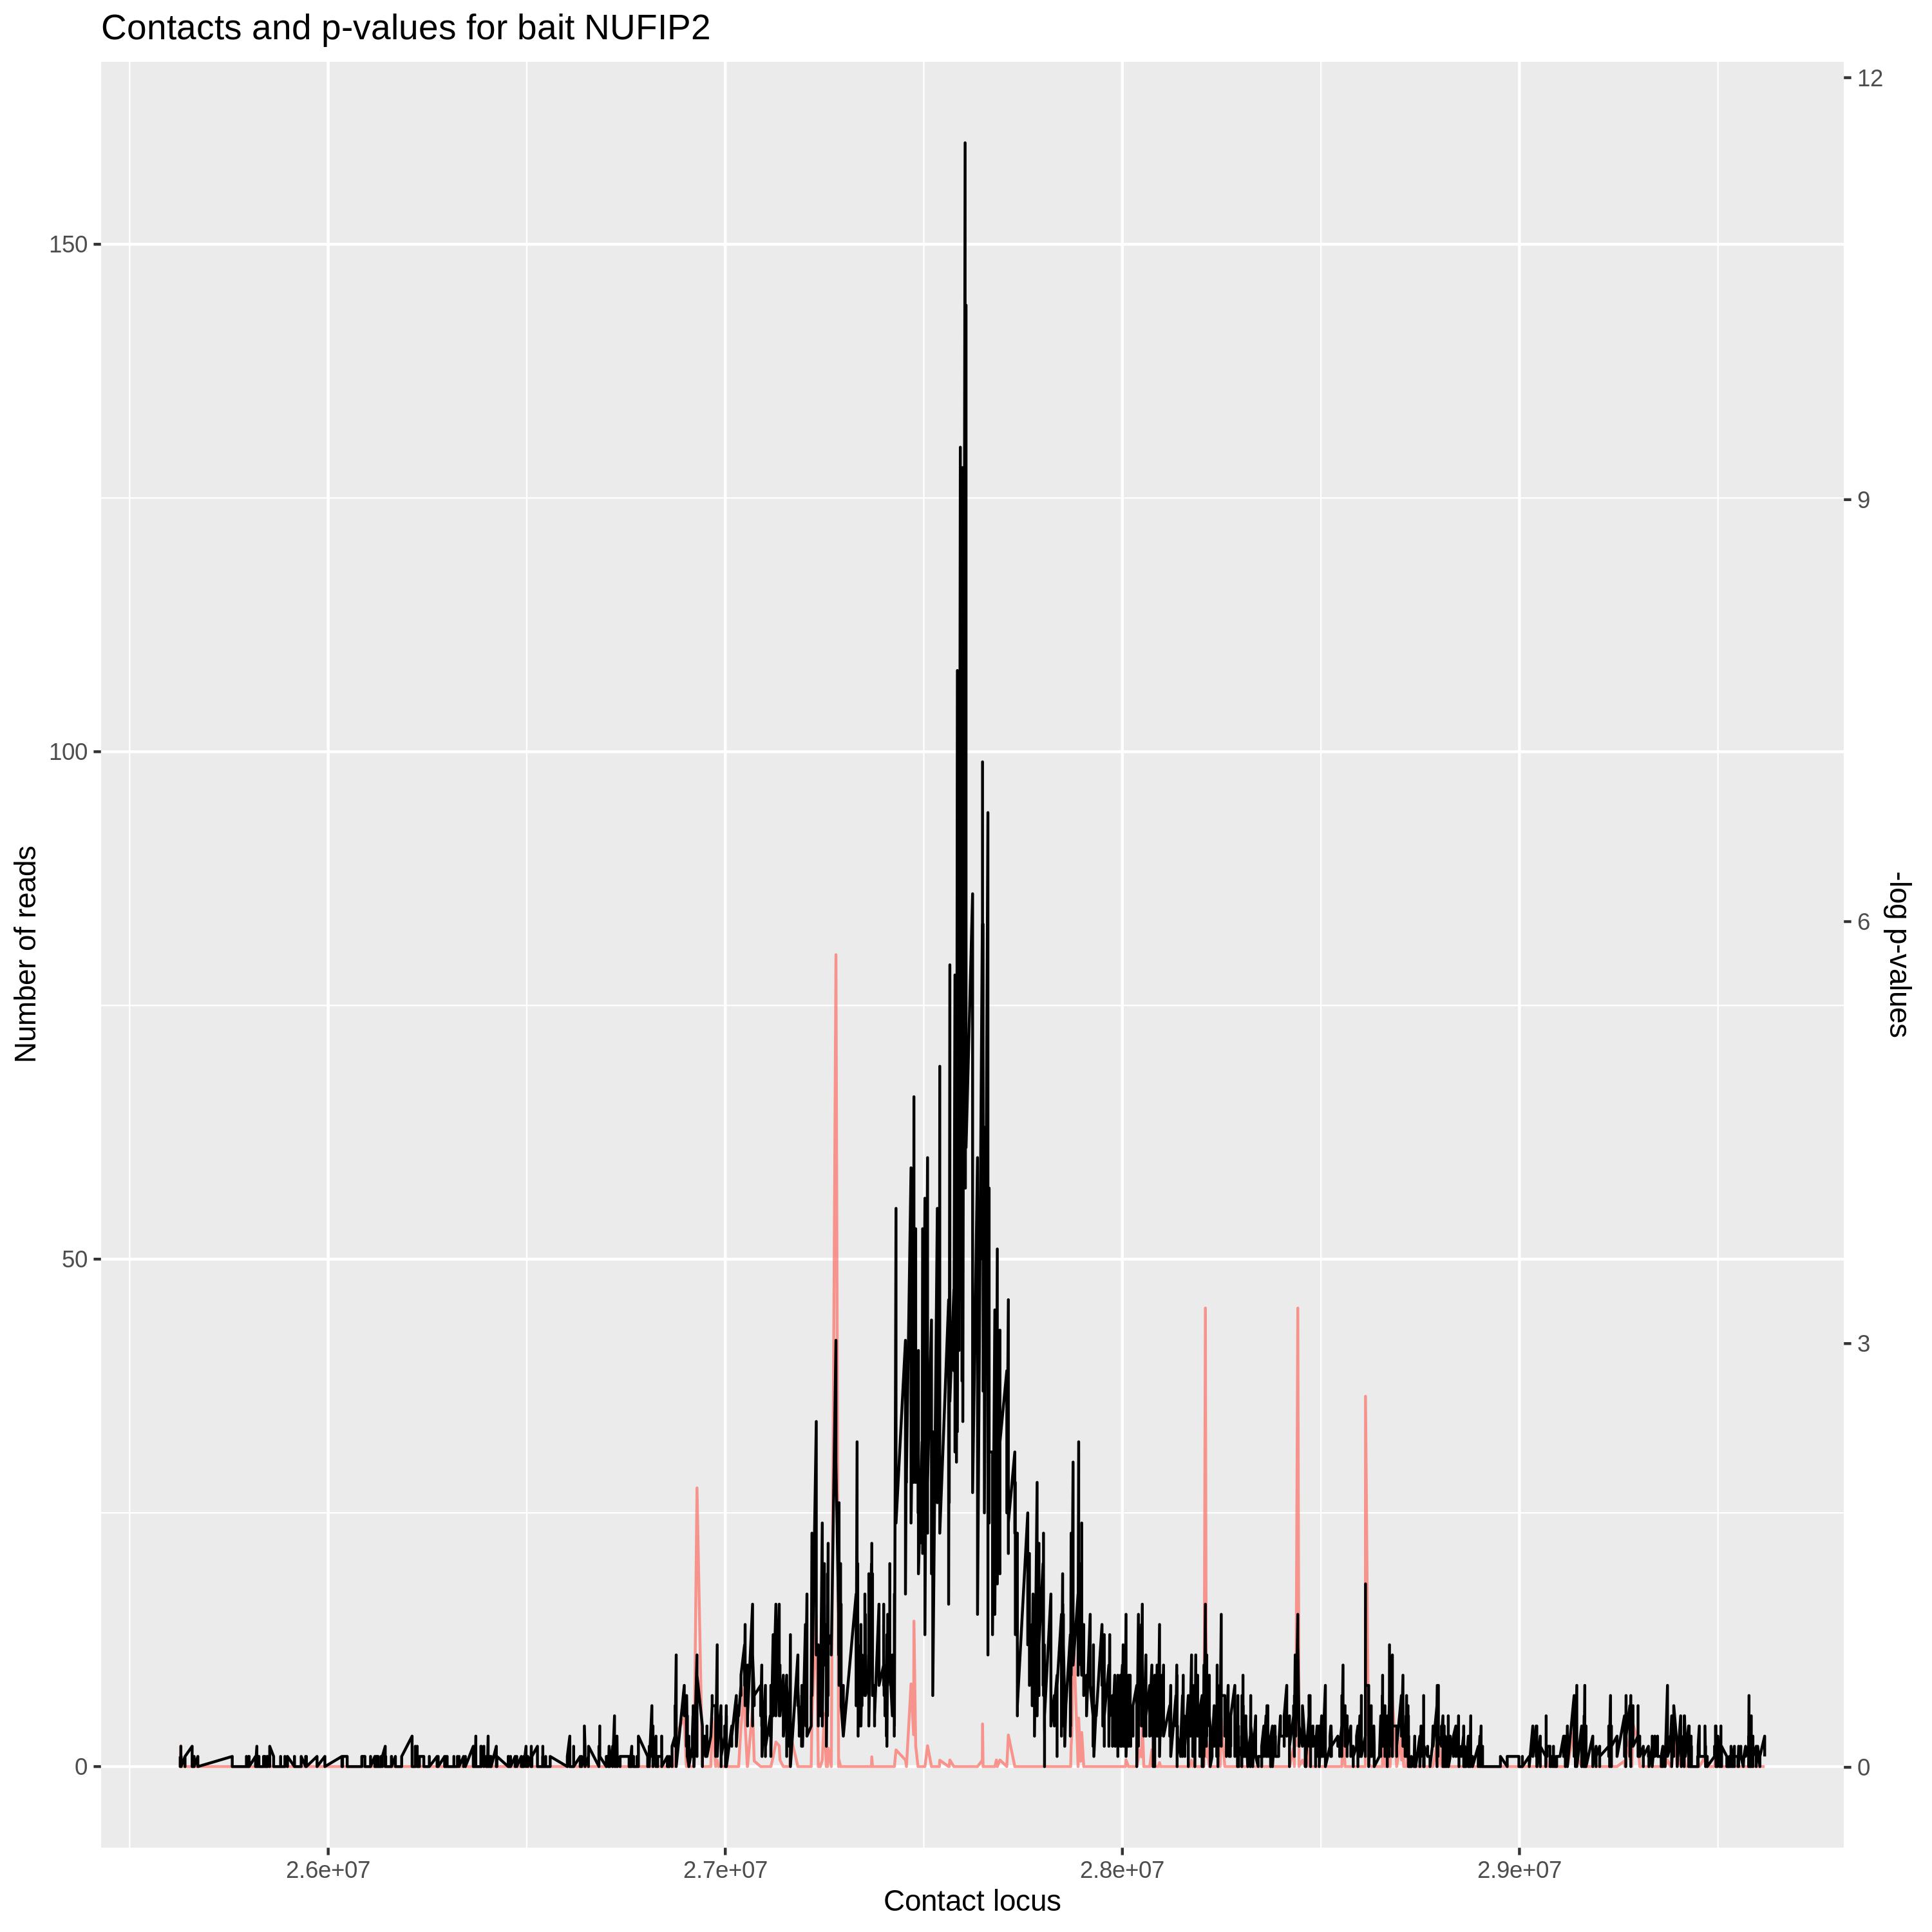 Contacts and p-values for bait NUFIP2
Number of reads
150
100
50
0
12
9
6
3
0
-log p-values
2.6e+07
2.7e+07
2.8e+07
2.9e+07
Contact locus